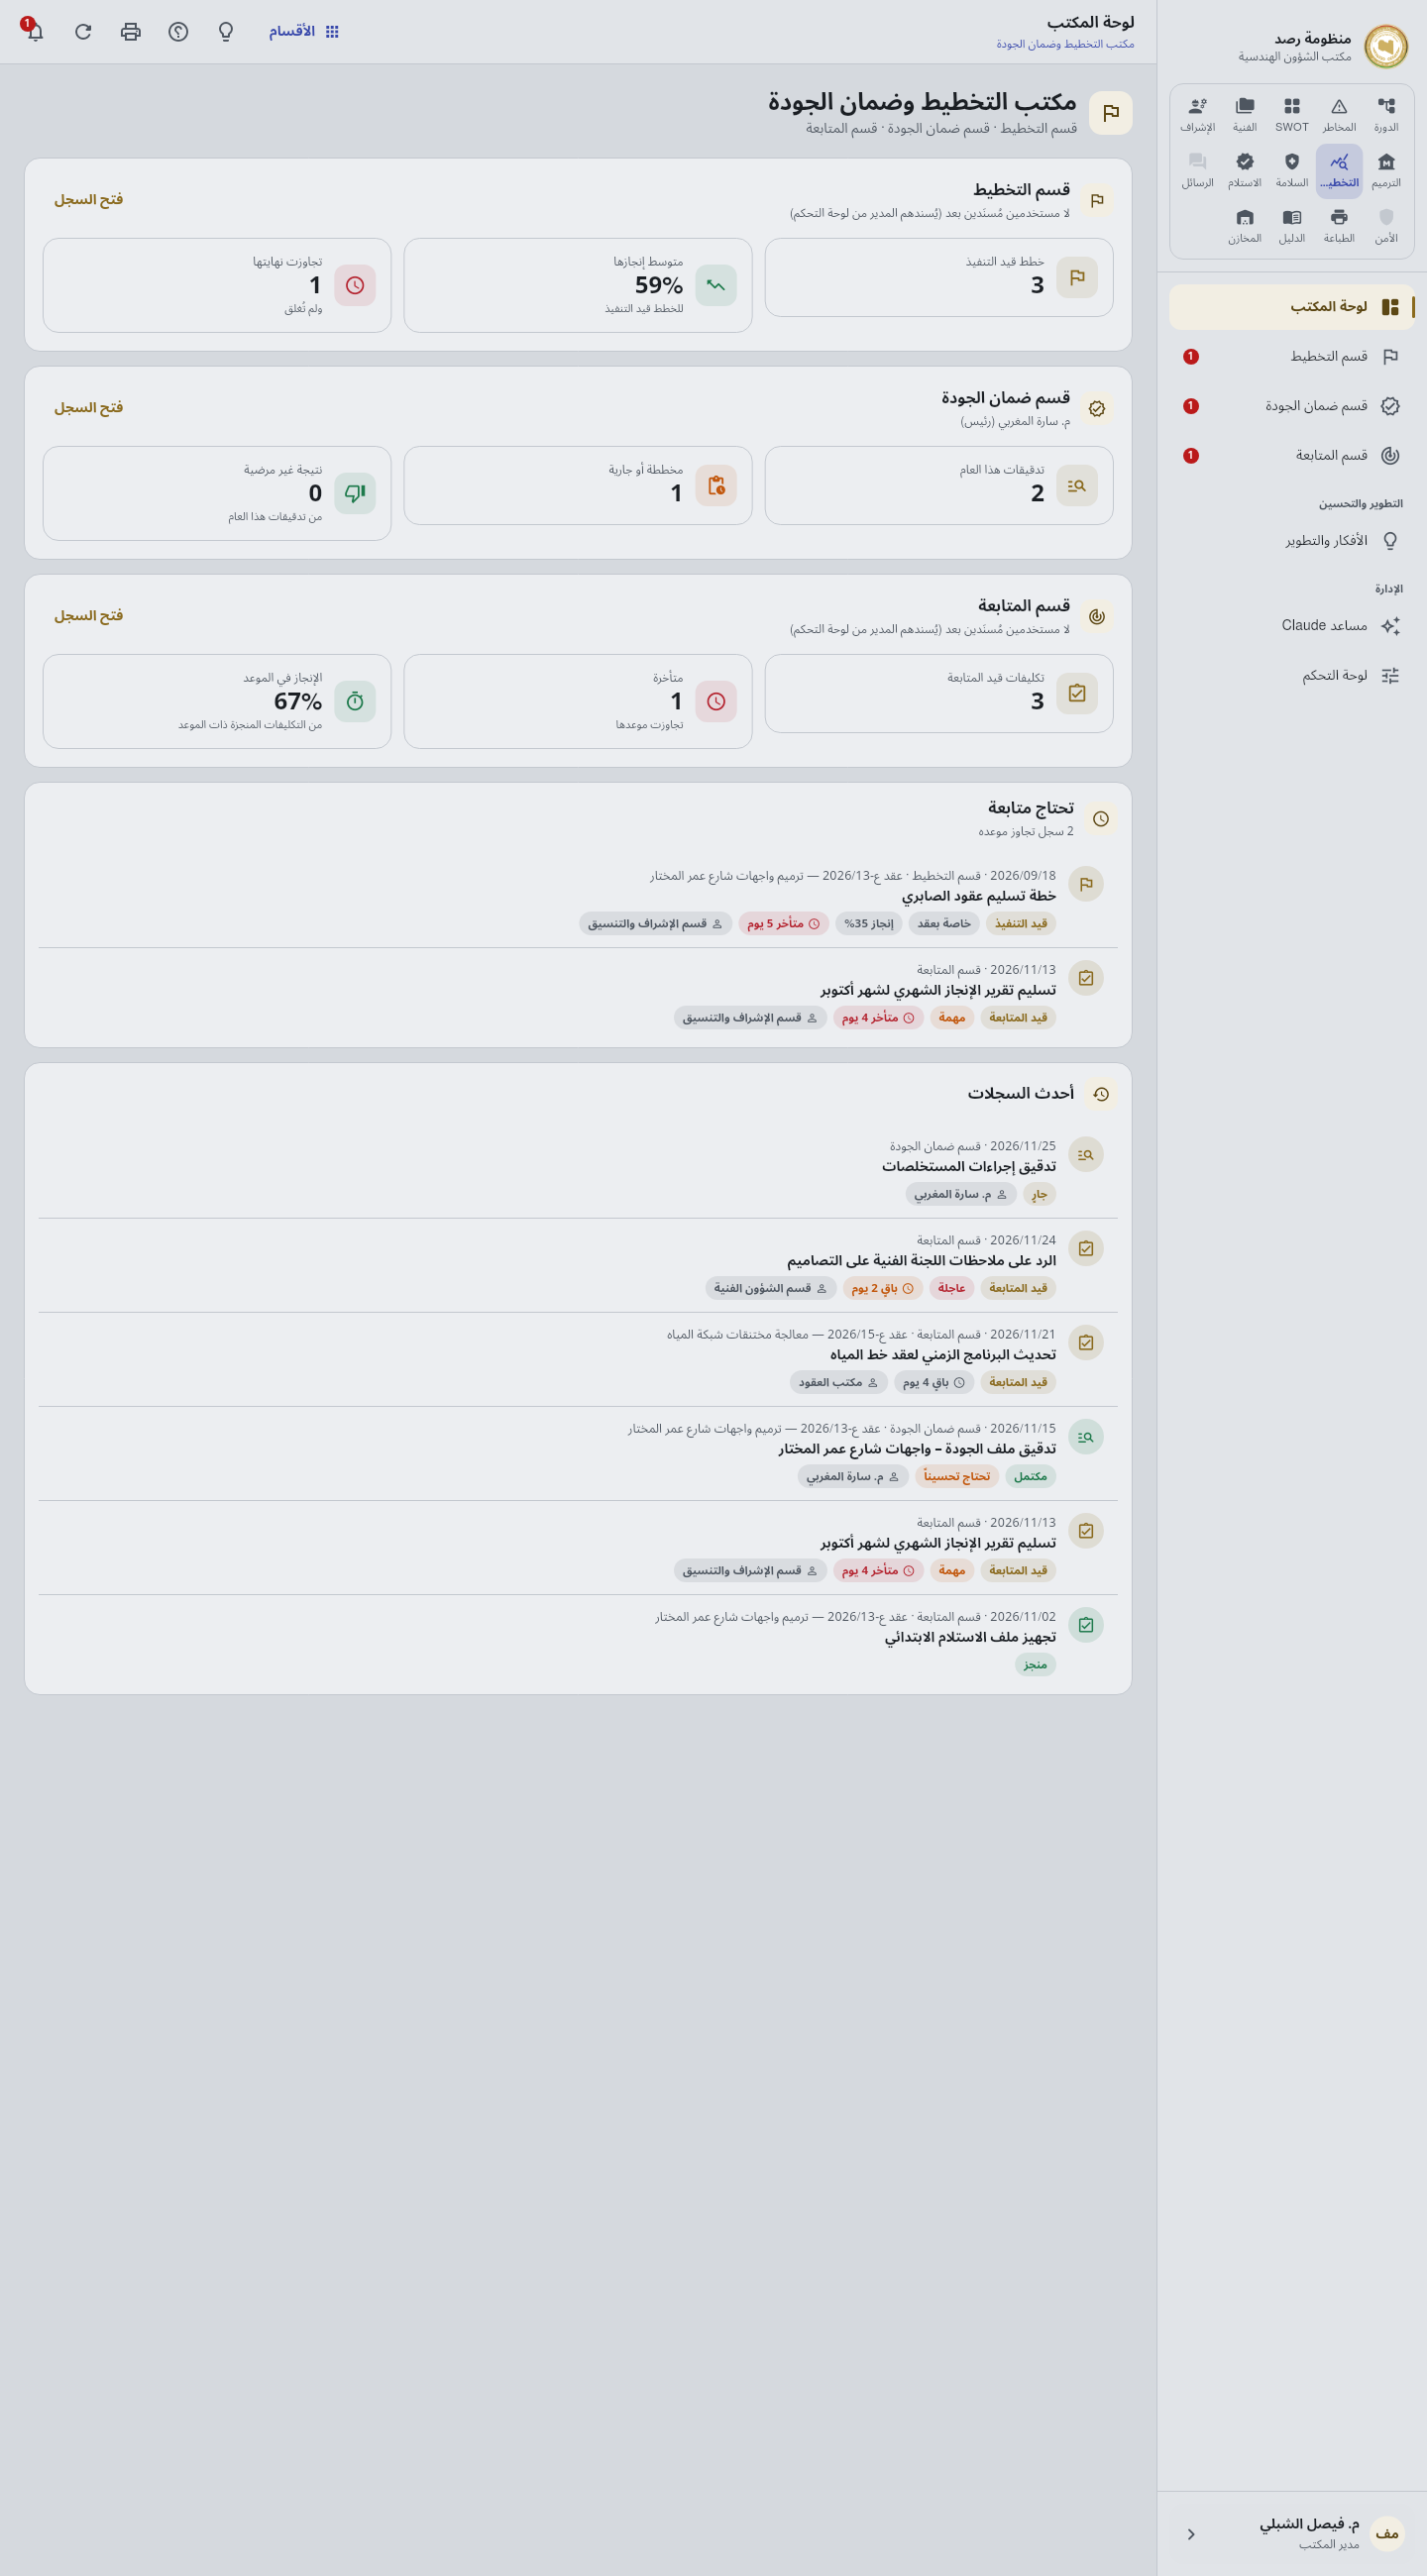 منظومة رصد
مكتب الشؤون الهندسية
الدورة
المخاطر
SWOT
الفنية
الإشراف
الترميم
التخطيـ...
السلامة
الاستلام
الرسائل
الأمن
الطباعة
الدليل
المخازن
لوحة المكتب
قسم التخطيط
1
قسم ضمان الجودة
1
قسم المتابعة
1
التطوير والتحسين
الأفكار والتطوير
الإدارة
مساعد Claude
لوحة التحكم
م. فيصل الشبلي
مدير المكتب
مف
لوحة المكتب
مكتب التخطيط وضمان الجودة
الأقسام
1
مكتب التخطيط وضمان الجودة
قسم التخطيط · قسم ضمان الجودة · قسم المتابعة
قسم التخطيط
لا مستخدمين مُسنَدين بعد (يُسندهم المدير من لوحة التحكم)
فتح السجل
خطط قيد التنفيذ
3
متوسط إنجازها
59%
للخطط قيد التنفيذ
تجاوزت نهايتها
1
ولم تُغلق
قسم ضمان الجودة
م. سارة المغربي (رئيس)
فتح السجل
تدقيقات هذا العام
2
مخططة أو جارية
1
نتيجة غير مرضية
0
من تدقيقات هذا العام
قسم المتابعة
لا مستخدمين مُسنَدين بعد (يُسندهم المدير من لوحة التحكم)
فتح السجل
تكليفات قيد المتابعة
3
متأخرة
1
تجاوزت موعدها
الإنجاز في الموعد
67%
من التكليفات المنجزة ذات الموعد
تحتاج متابعة
2 سجل تجاوز موعده
2026/09/18 · قسم التخطيط · عقد ع-2026/13 — ترميم واجهات شارع عمر المختار
خطة تسليم عقود الصابري
قيد التنفيذ
خاصة بعقد
إنجاز 35%
متأخر 5 يوم
قسم الإشراف والتنسيق
2026/11/13 · قسم المتابعة
تسليم تقرير الإنجاز الشهري لشهر أكتوبر
قيد المتابعة
مهمة
متأخر 4 يوم
قسم الإشراف والتنسيق
أحدث السجلات
2026/11/25 · قسم ضمان الجودة
تدقيق إجراءات المستخلصات
جارٍ
م. سارة المغربي
2026/11/24 · قسم المتابعة
الرد على ملاحظات اللجنة الفنية على التصاميم
قيد المتابعة
عاجلة
باقٍ 2 يوم
قسم الشؤون الفنية
2026/11/21 · قسم المتابعة · عقد ع-2026/15 — معالجة مختنقات شبكة المياه
تحديث البرنامج الزمني لعقد خط المياه
قيد المتابعة
باقٍ 4 يوم
مكتب العقود
2026/11/15 · قسم ضمان الجودة · عقد ع-2026/13 — ترميم واجهات شارع عمر المختار
تدقيق ملف الجودة – واجهات شارع عمر المختار
مكتمل
تحتاج تحسيناً
م. سارة المغربي
2026/11/13 · قسم المتابعة
تسليم تقرير الإنجاز الشهري لشهر أكتوبر
قيد المتابعة
مهمة
متأخر 4 يوم
قسم الإشراف والتنسيق
2026/11/02 · قسم المتابعة · عقد ع-2026/13 — ترميم واجهات شارع عمر المختار
تجهيز ملف الاستلام الابتدائي
منجز